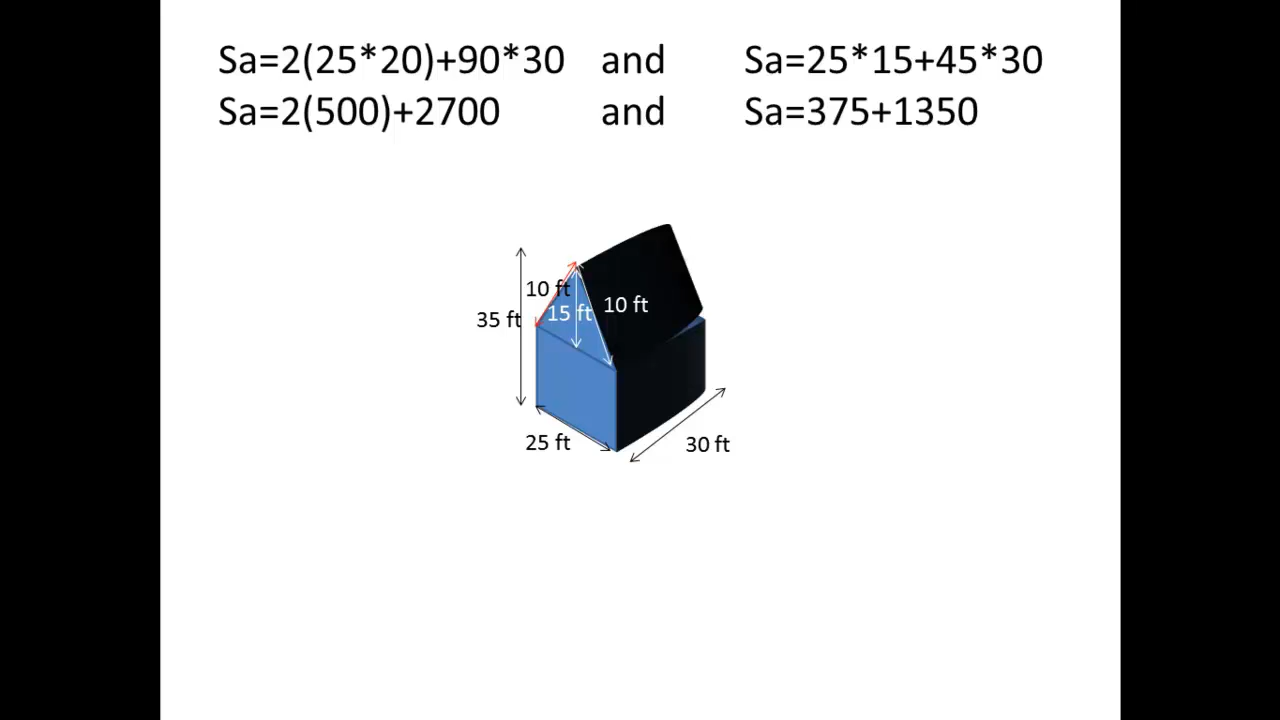 Sa=2(25*20)+90*30 and Sa=25*15+45*30
Sa=2(500)+2700 and Sa=375+1350
10 ft
15 ft
10 ft
35 ft
25 ft
30 ft